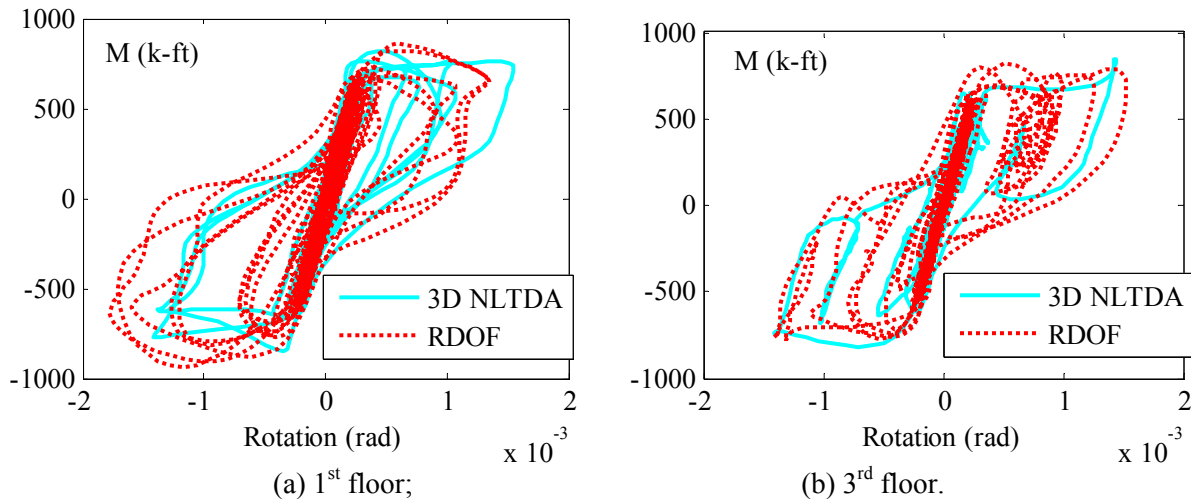 M (k-ft)
1000
500
0
-500
-1000
-2
-1
0
1
2
3D NLTDA
RDOF
Rotation (rad)
x 10-3
(a) 1st floor;
M (k-ft)
1000
500
0
-500
-1000
-2
-1
0
1
2
3D NLTDA
RDOF
Rotation (rad)
x 10-3
(b) 3rd floor.